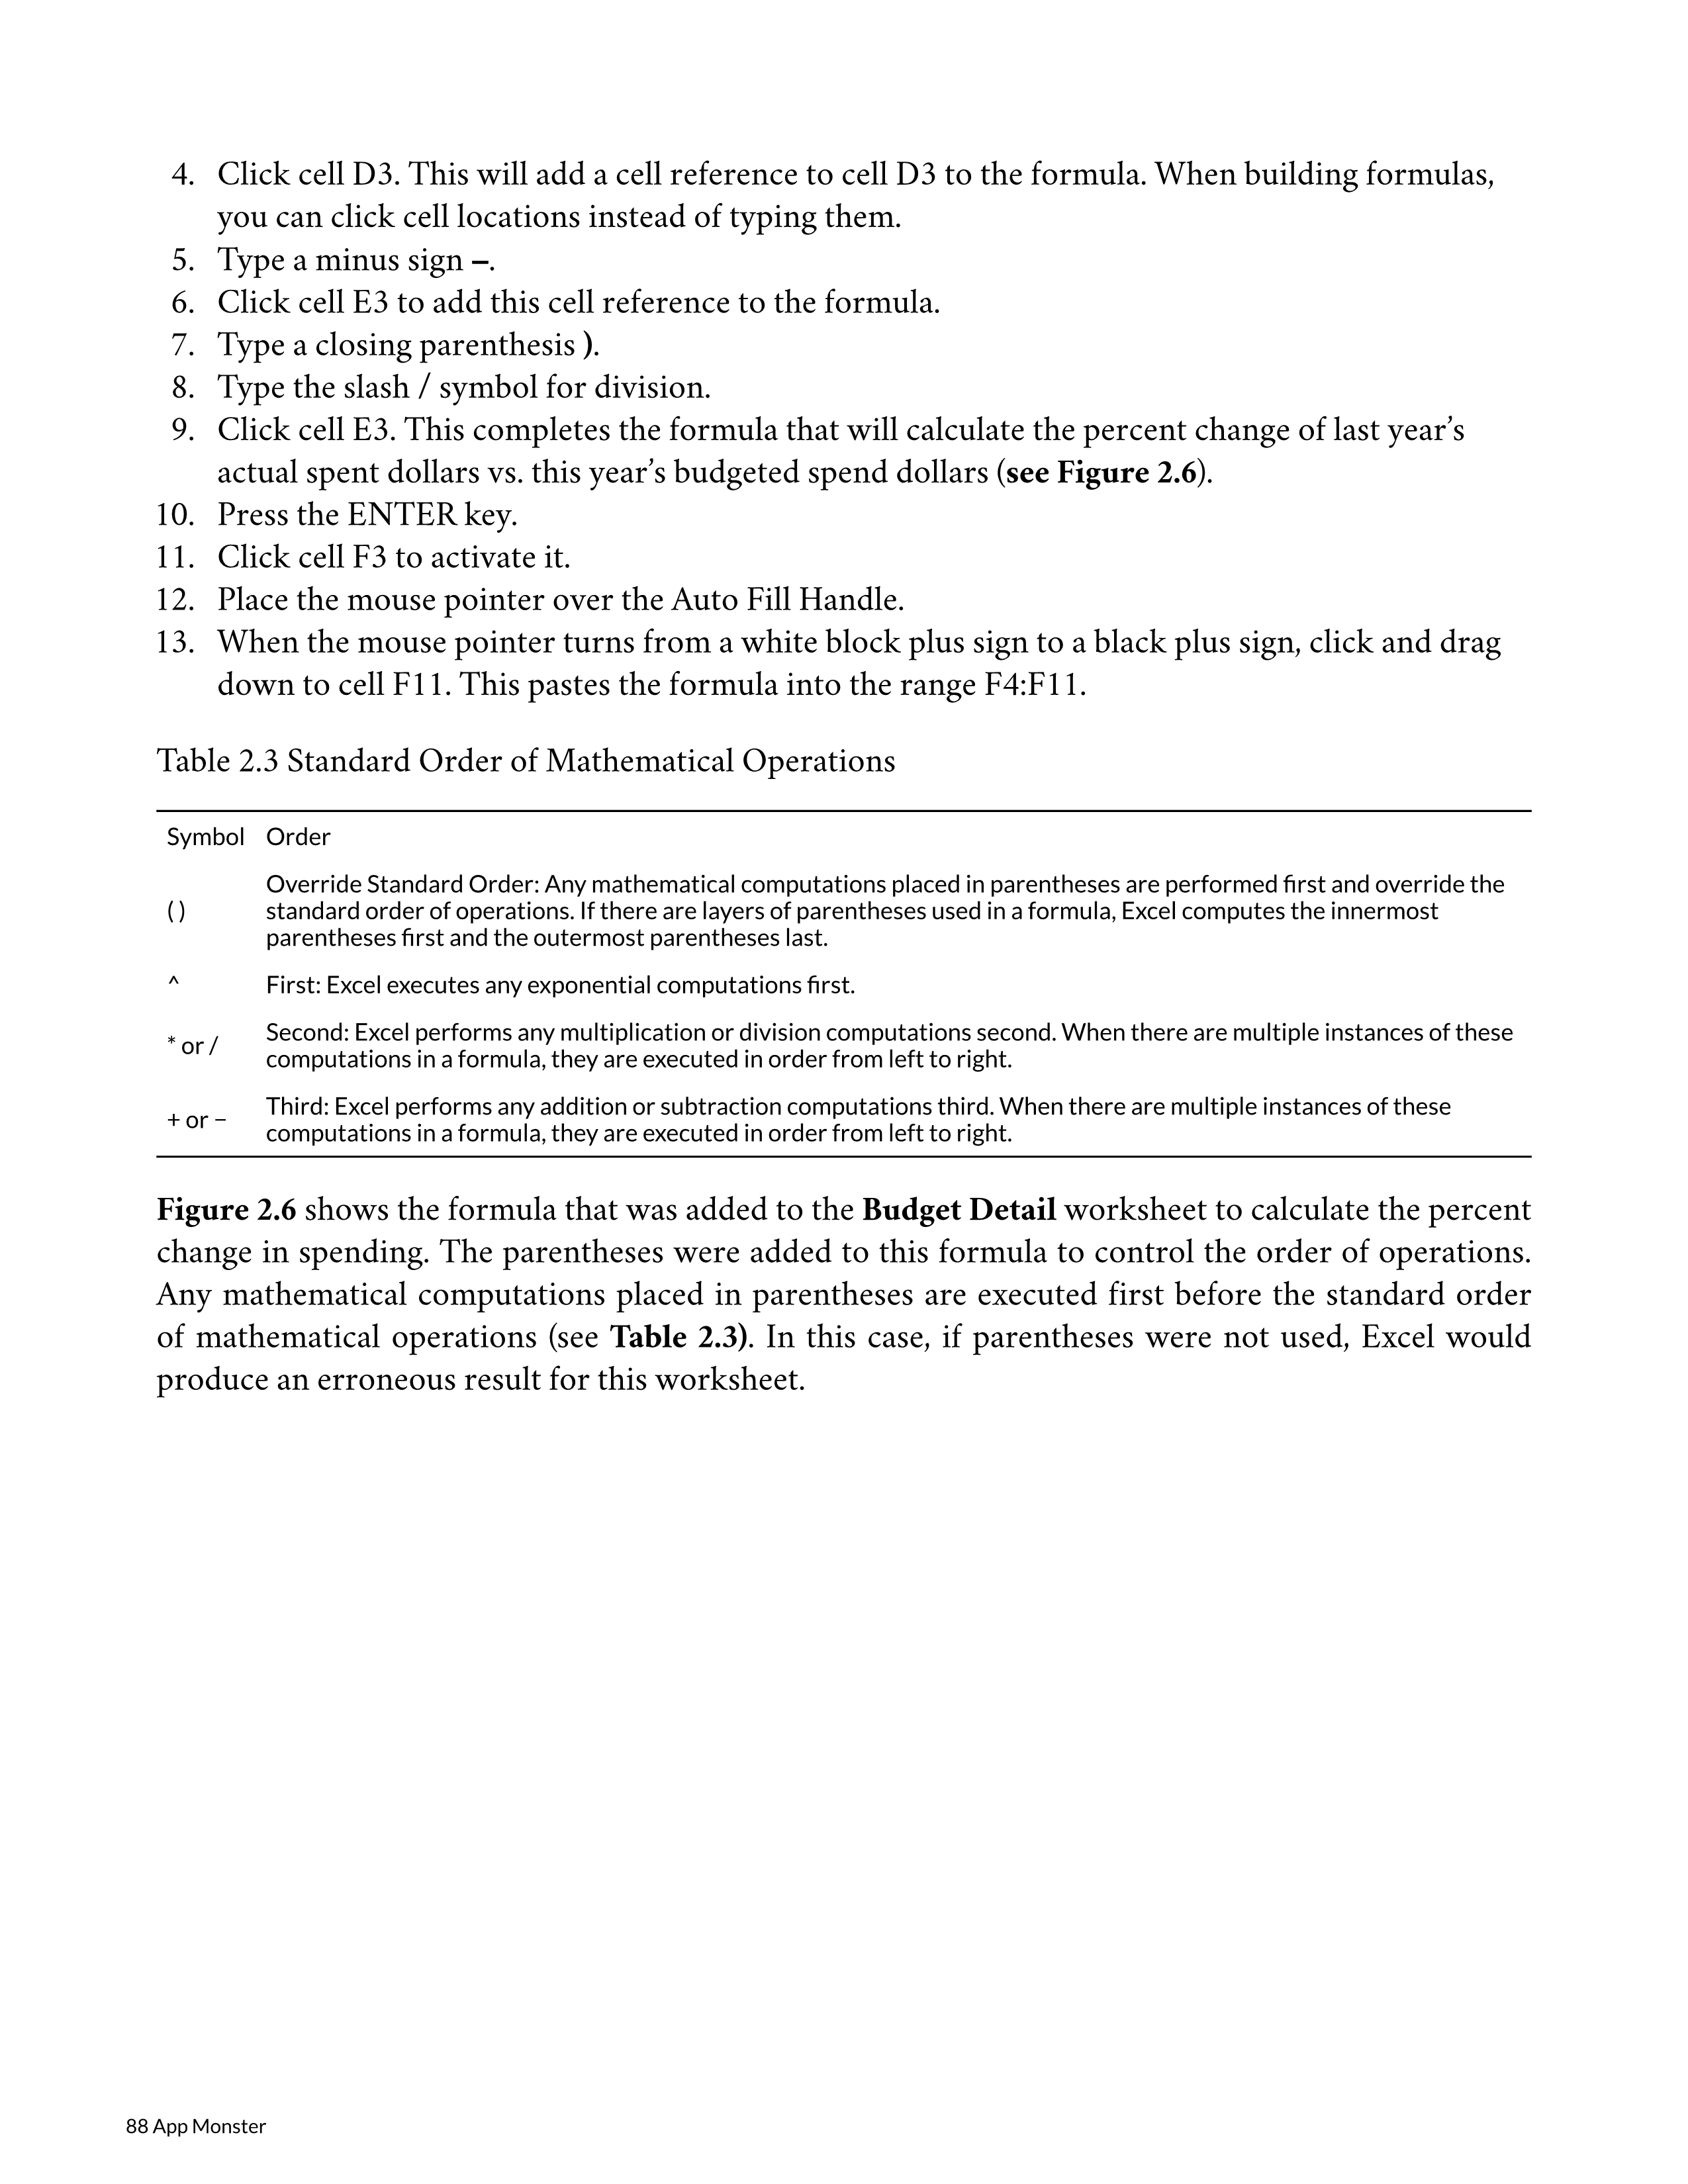 4. Click cell D3. This will add a cell reference to cell D3 to the formula. When building formulas,
you can click cell locations instead of typing them.
5. Type a minus sign –.
6. Click cell E3 to add this cell reference to the formula.
7. Type a closing parenthesis ).
8. Type the slash / symbol for division.
9. Click cell E3. This completes the formula that will calculate the percent change of last year’s
actual spent dollars vs. this year’s budgeted spend dollars (see Figure 2.6).
10. Press the ENTER key.
11. Click cell F3 to activate it.
12. Place the mouse pointer over the Auto Fill Handle.
13. When the mouse pointer turns from a white block plus sign to a black plus sign, click and drag
down to cell F11. This pastes the formula into the range F4:F11.
Table 2.3 Standard Order of Mathematical Operations
Symbol Order
( ) Override Standard Order: Any mathematical computations placed in parentheses are performed first and override the
standard order of operations. If there are layers of parentheses used in a formula, Excel computes the innermost
parentheses first and the outermost parentheses last.
^ First: Excel executes any exponential computations first.
* or / Second: Excel performs any multiplication or division computations second. When there are multiple instances of these
computations in a formula, they are executed in order from left to right.
+ or – Third: Excel performs any addition or subtraction computations third. When there are multiple instances of these
computations in a formula, they are executed in order from left to right.
Figure 2.6 shows the formula that was added to the Budget Detail worksheet to calculate the percent
change in spending. The parentheses were added to this formula to control the order of operations.
Any mathematical computations placed in parentheses are executed first before the standard order
of mathematical operations (see Table 2.3). In this case, if parentheses were not used, Excel would
produce an erroneous result for this worksheet.
88 App Monster